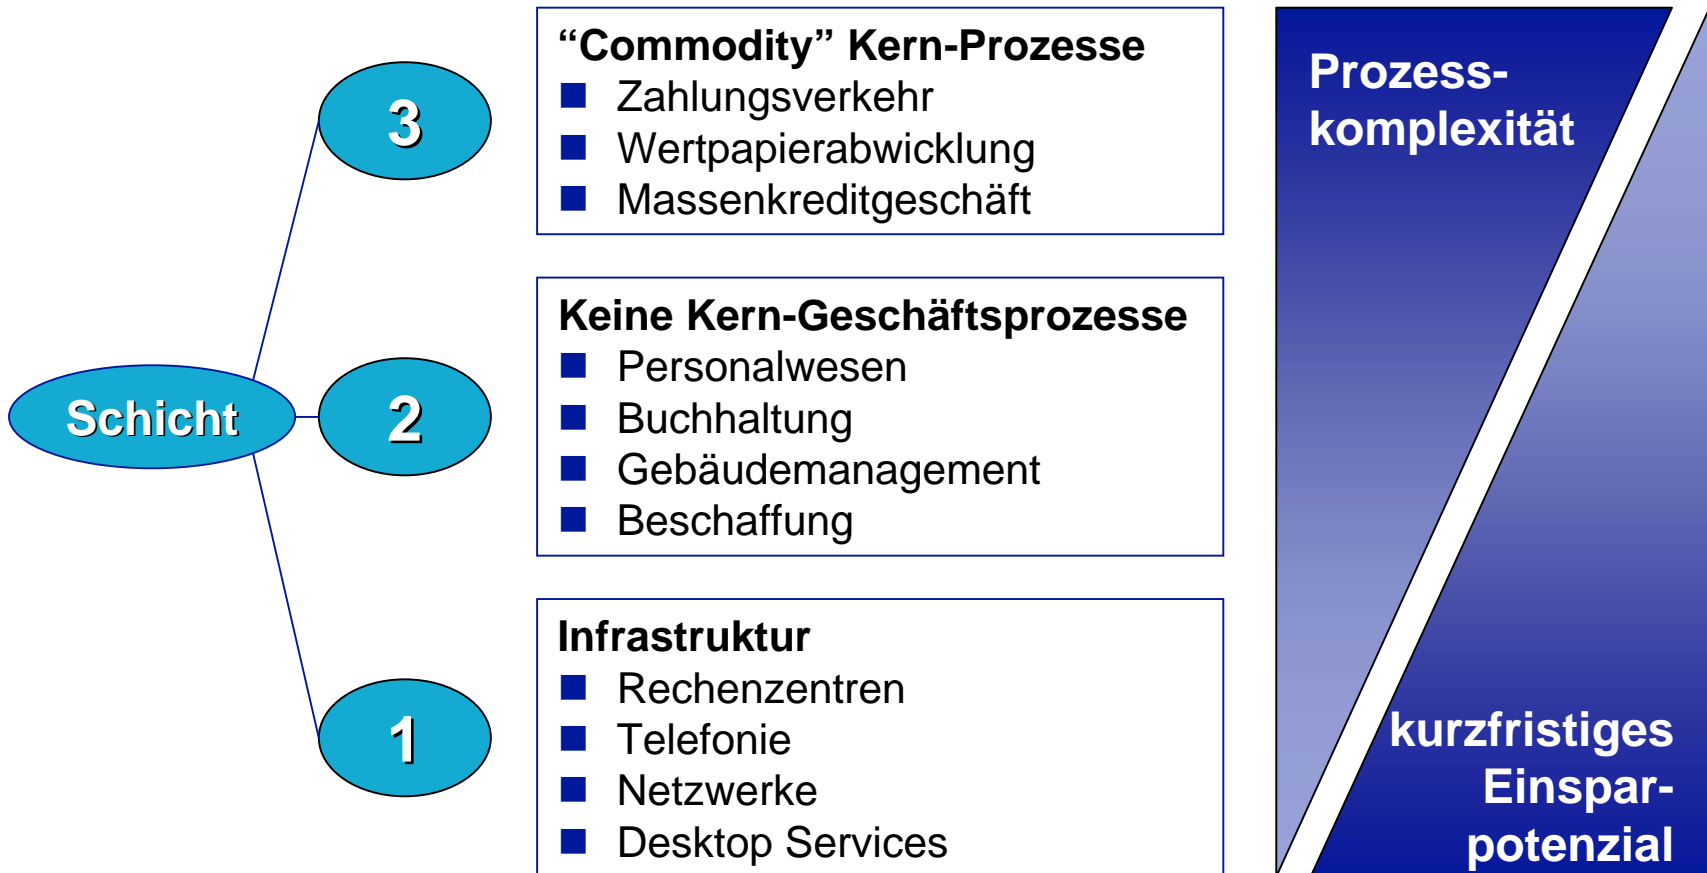 Schicht
3
“Commodity” Kern-Prozesse
Zahlungsverkehr
Wertpapierabwicklung
Massenkreditgeschäft
2
Keine Kern-Geschäftsprozesse
Personalwesen
Buchhaltung
Gebäudemanagement
Beschaffung
1
Infrastruktur
Rechenzentren
Telefonie
Netzwerke
Desktop Services
Prozess-
komplexität
kurzfristiges
Einspar-
potenzial